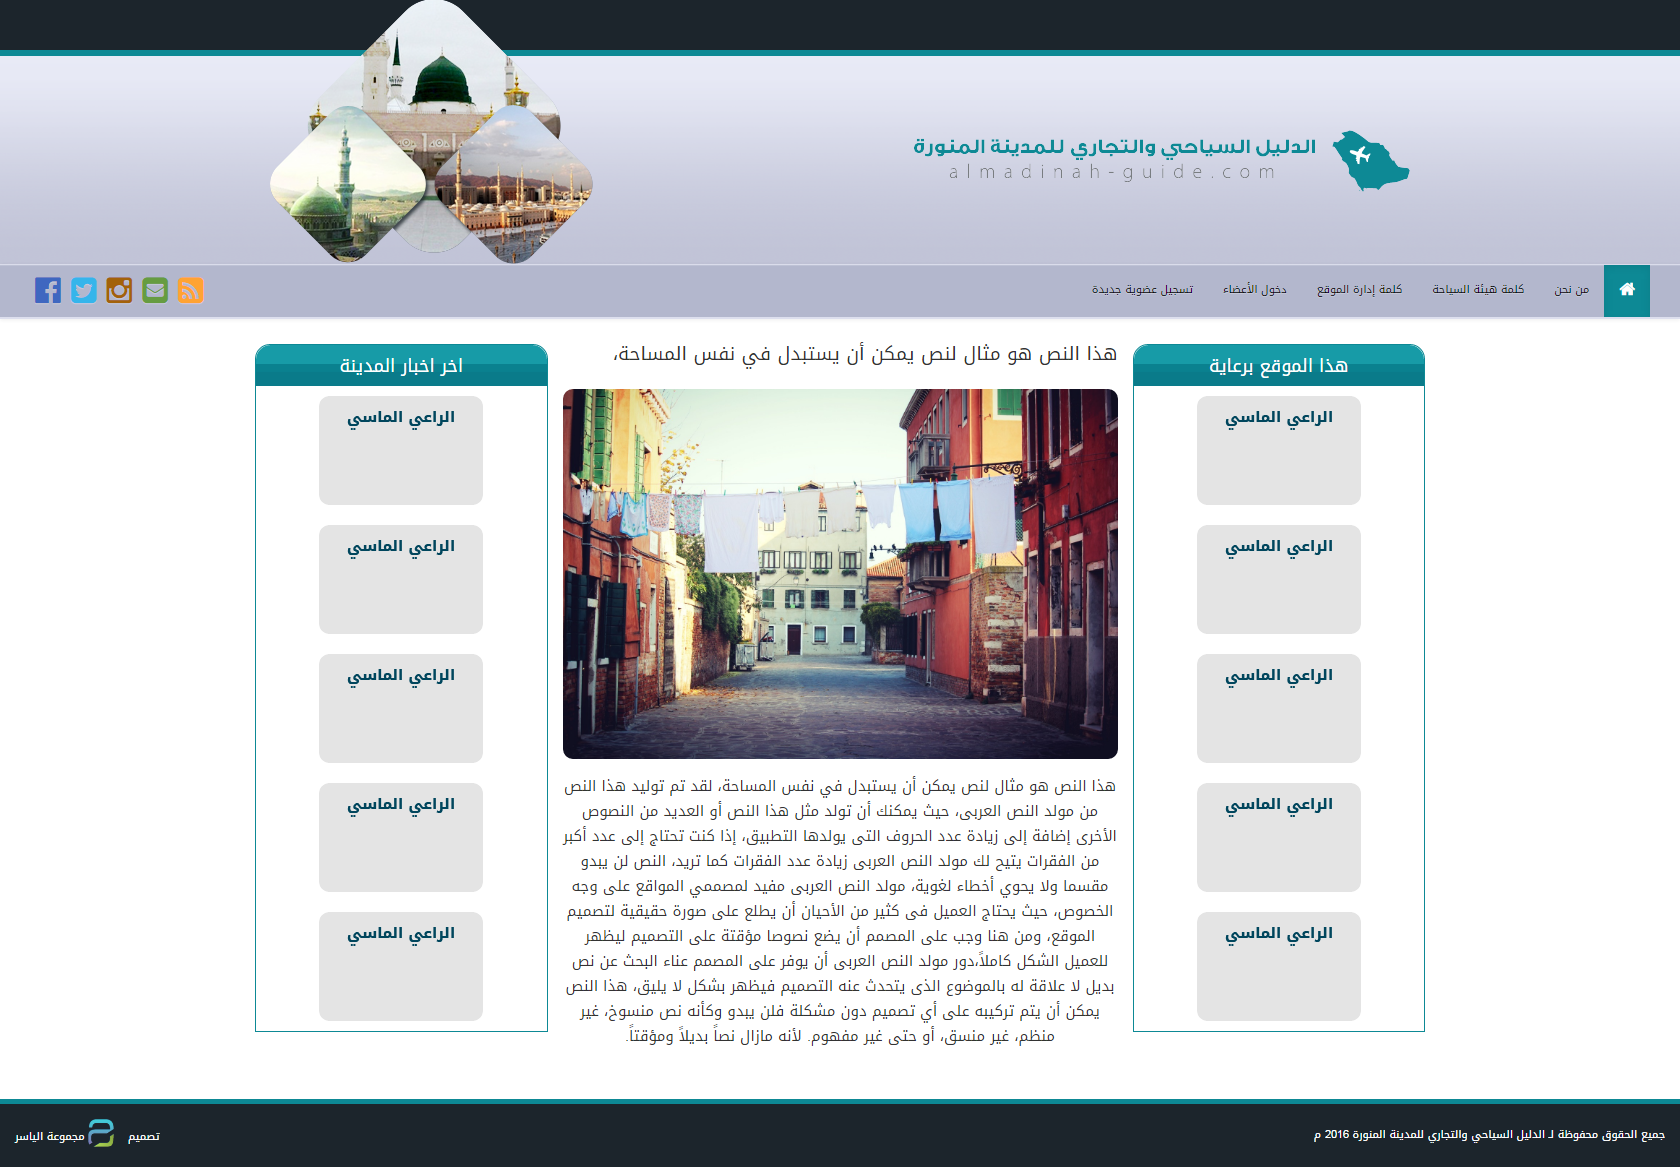 الدليل السياحي والتجاري للمدينة المنورة
almadinah-guide.com
من نحن
كلمة هيئة السياحة
كلمة إدارة الموقع
دخول الأعضاء
تسجيل عضوية جديدة
هذا الموقع برعاية
الراعي الماسي
الراعي الماسي
الراعي الماسي
الراعي الماسي
الراعي الماسي
هذا النص هو مثال لنص يمكن أن يستبدل في نفس المساحة،
هذا النص هو مثال لنص يمكن أن يستبدل في نفس المساحة، لقد تم توليد هذا النص
من مولد النص العربى، حيث يمكنك أن تولد مثل هذا النص أو العديد من النصوص
الأخرى إضافة إلى زيادة عدد الحروف التى يولدها التطبيق، إذا كنت تحتاج إلى عدد أكبر
من الفقرات يتيح لك مولد النص العربى زيادة عدد الفقرات كما تريد، النص لن يبدو
مقسما ولا يحوي أخطاء لغوية، مولد النص العربى مفيد لمصممي المواقع على وجه
الخصوص، حيث يحتاج العميل فى كثير من الأحيان أن يطلع على صورة حقيقية لتصميم
الموقع، ومن هنا وجب على المصمم أن يضع نصوصا مؤقتة على التصميم ليظهر
للعميل الشكل كاملاً،دور مولد النص العربى أن يوفر على المصمم عناء البحث عن نص
بديل لا علاقة له بالموضوع الذى يتحدث عنه التصميم فيظهر بشكل لا يليق، هذا النص
يمكن أن يتم تركيبه على أي تصميم دون مشكلة فلن يبدو وكأنه نص منسوخ، غير
منظم، غير منسق، أو حتى غير مفهوم. لأنه مازال نصاً بديلاً ومؤقتاً.
اخر اخبار المدينة
الراعي الماسي
الراعي الماسي
الراعي الماسي
الراعي الماسي
الراعي الماسي
جميع الحقوق محفوظة لـ الدليل السياحي والتجاري للمدينة المنورة 2016 م
تصميم مجموعة الياسر